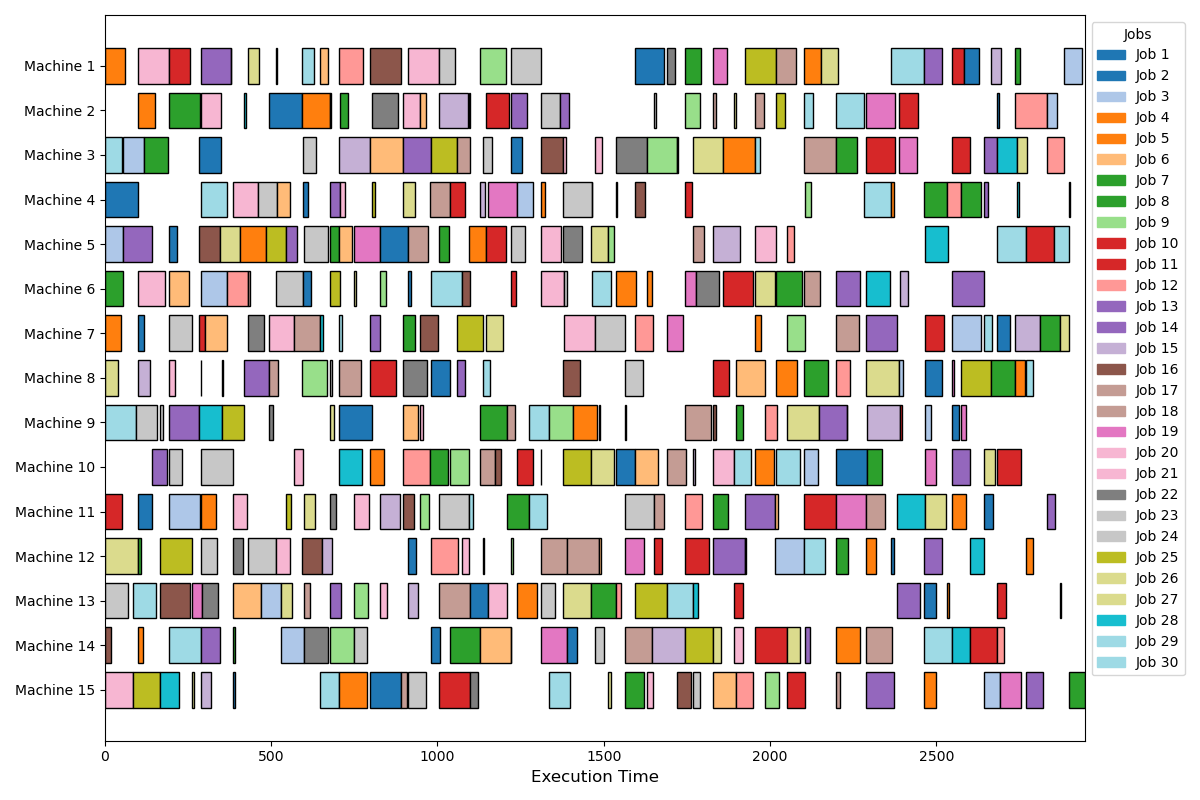 Machine 1
Machine 2
Machine 3
Machine 4
Machine 5
Machine 6
Machine 7
Machine 8
Machine 9
Machine 10
Machine 11
Machine 12
Machine 13
Machine 14
Machine 15
0 500 1000 1500 2000 2500
Execution Time
Jobs
Job 1
Job 2
Job 3
Job 4
Job 5
Job 6
Job 7
Job 8
Job 9
Job 10
Job 11
Job 12
Job 13
Job 14
Job 15
Job 16
Job 17
Job 18
Job 19
Job 20
Job 21
Job 22
Job 23
Job 24
Job 25
Job 26
Job 27
Job 28
Job 29
Job 30